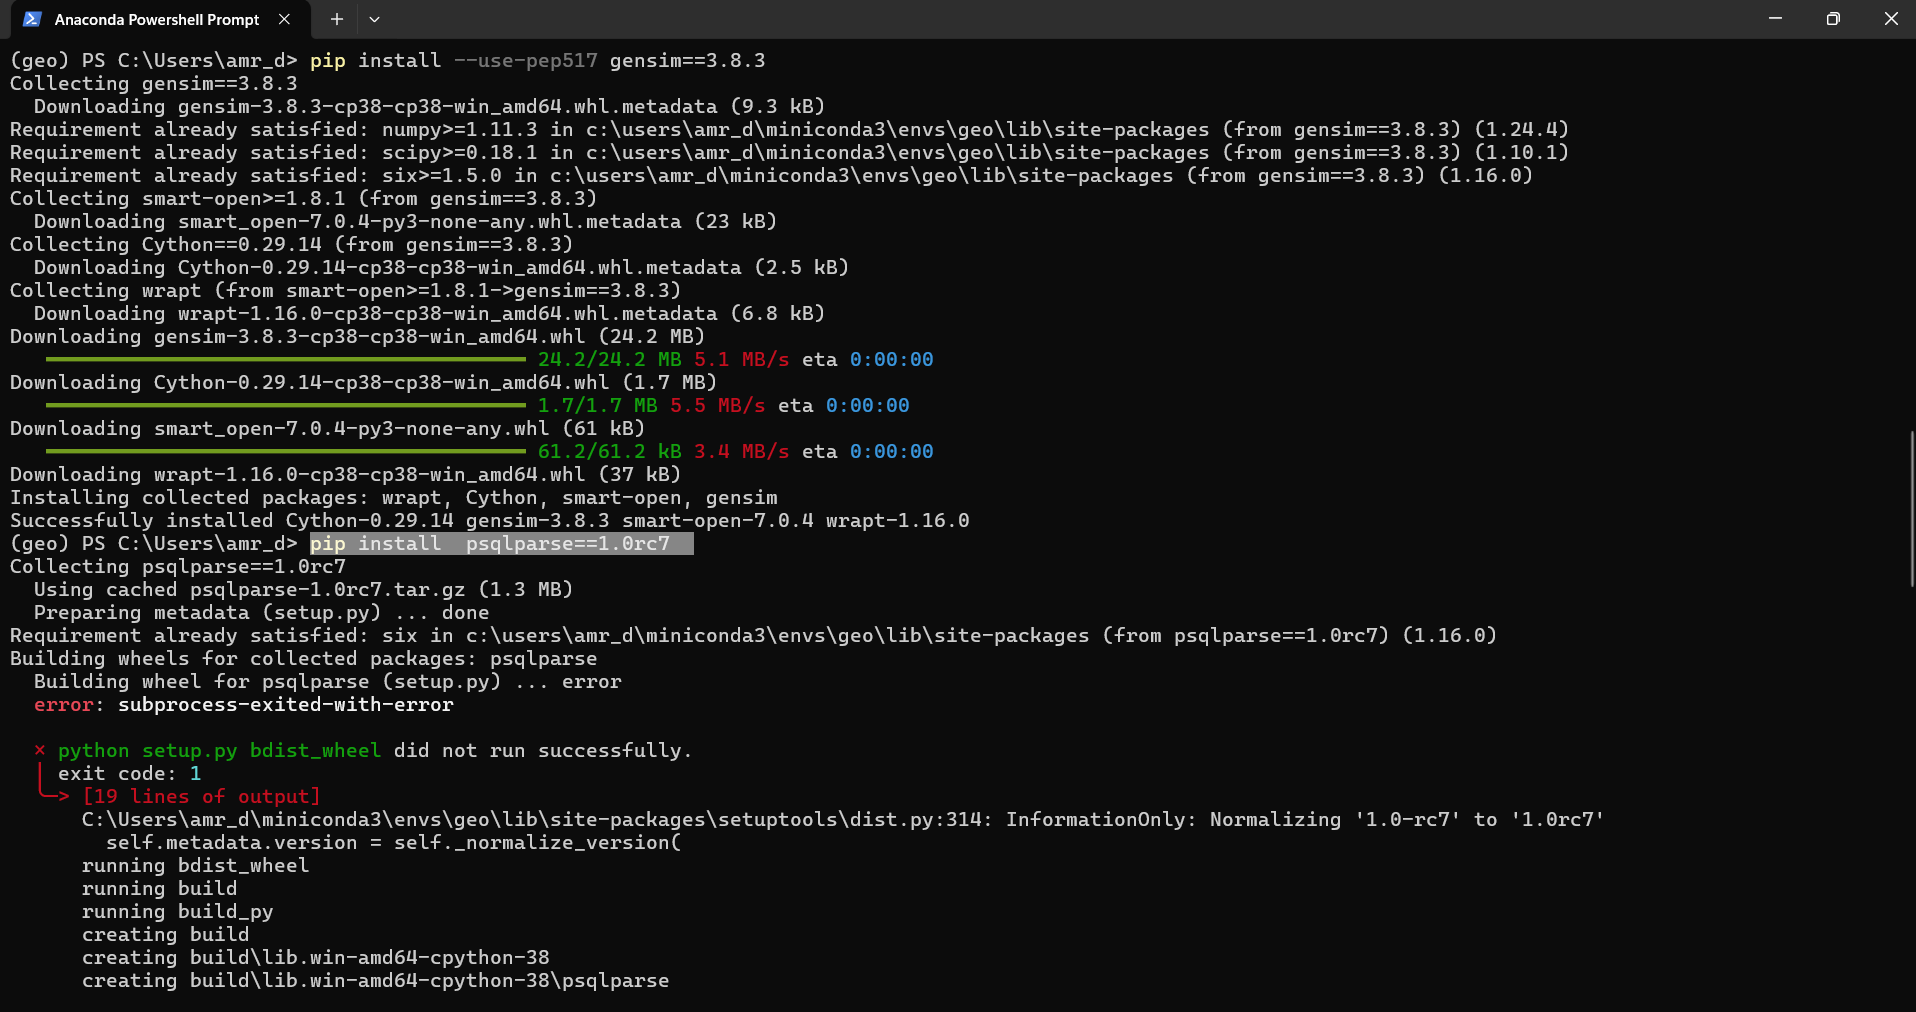 Anaconda Powershell Prompt
(geo) PS C:\Users\amr_d> pip install --use-pep517 gensim==3.8.3
Collecting gensim==3.8.3
  Downloading gensim-3.8.3-cp38-cp38-win_amd64.whl.metadata (9.3 kB)
Requirement already satisfied: numpy>=1.11.3 in c:\users\amr_d\miniconda3\envs\geo\lib\site-packages (from gensim==3.8.3) (1.24.4)
Requirement already satisfied: scipy>=0.18.1 in c:\users\amr_d\miniconda3\envs\geo\lib\site-packages (from gensim==3.8.3) (1.10.1)
Requirement already satisfied: six>=1.5.0 in c:\users\amr_d\miniconda3\envs\geo\lib\site-packages (from gensim==3.8.3) (1.16.0)
Collecting smart-open>=1.8.1 (from gensim==3.8.3)
  Downloading smart_open-7.0.4-py3-none-any.whl.metadata (23 kB)
Collecting Cython==0.29.14 (from gensim==3.8.3)
  Downloading Cython-0.29.14-cp38-cp38-win_amd64.whl.metadata (2.5 kB)
Collecting wrapt (from smart-open>=1.8.1->gensim==3.8.3)
  Downloading wrapt-1.16.0-cp38-cp38-win_amd64.whl.metadata (6.8 kB)
Downloading gensim-3.8.3-cp38-cp38-win_amd64.whl (24.2 MB)
24.2/24.2 MB 5.1 MB/s eta 0:00:00
Downloading Cython-0.29.14-cp38-cp38-win_amd64.whl (1.7 MB)
1.7/1.7 MB 5.5 MB/s eta 0:00:00
Downloading smart_open-7.0.4-py3-none-any.whl (61 kB)
61.2/61.2 kB 3.4 MB/s eta 0:00:00
Downloading wrapt-1.16.0-cp38-cp38-win_amd64.whl (37 kB)
Installing collected packages: wrapt, Cython, smart-open, gensim
Successfully installed Cython-0.29.14 gensim-3.8.3 smart-open-7.0.4 wrapt-1.16.0
(geo) PS C:\Users\amr_d> pip install  psqlparse==1.0rc7
Collecting psqlparse==1.0rc7
  Using cached psqlparse-1.0rc7.tar.gz (1.3 MB)
  Preparing metadata (setup.py) ... done
Requirement already satisfied: six in c:\users\amr_d\miniconda3\envs\geo\lib\site-packages (from psqlparse==1.0rc7) (1.16.0)
Building wheels for collected packages: psqlparse
  Building wheel for psqlparse (setup.py) ... error
  error: subprocess-exited-with-error
  × python setup.py bdist_wheel did not run successfully.
  │ exit code: 1
  ╰─> [19 lines of output]
      C:\Users\amr_d\miniconda3\envs\geo\lib\site-packages\setuptools\dist.py:314: InformationOnly: Normalizing '1.0-rc7' to '1.0rc7'
        self.metadata.version = self._normalize_version(
      running bdist_wheel
      running build
      running build_py
      creating build
      creating build\lib.win-amd64-cpython-38
      creating build\lib.win-amd64-cpython-38\psqlparse